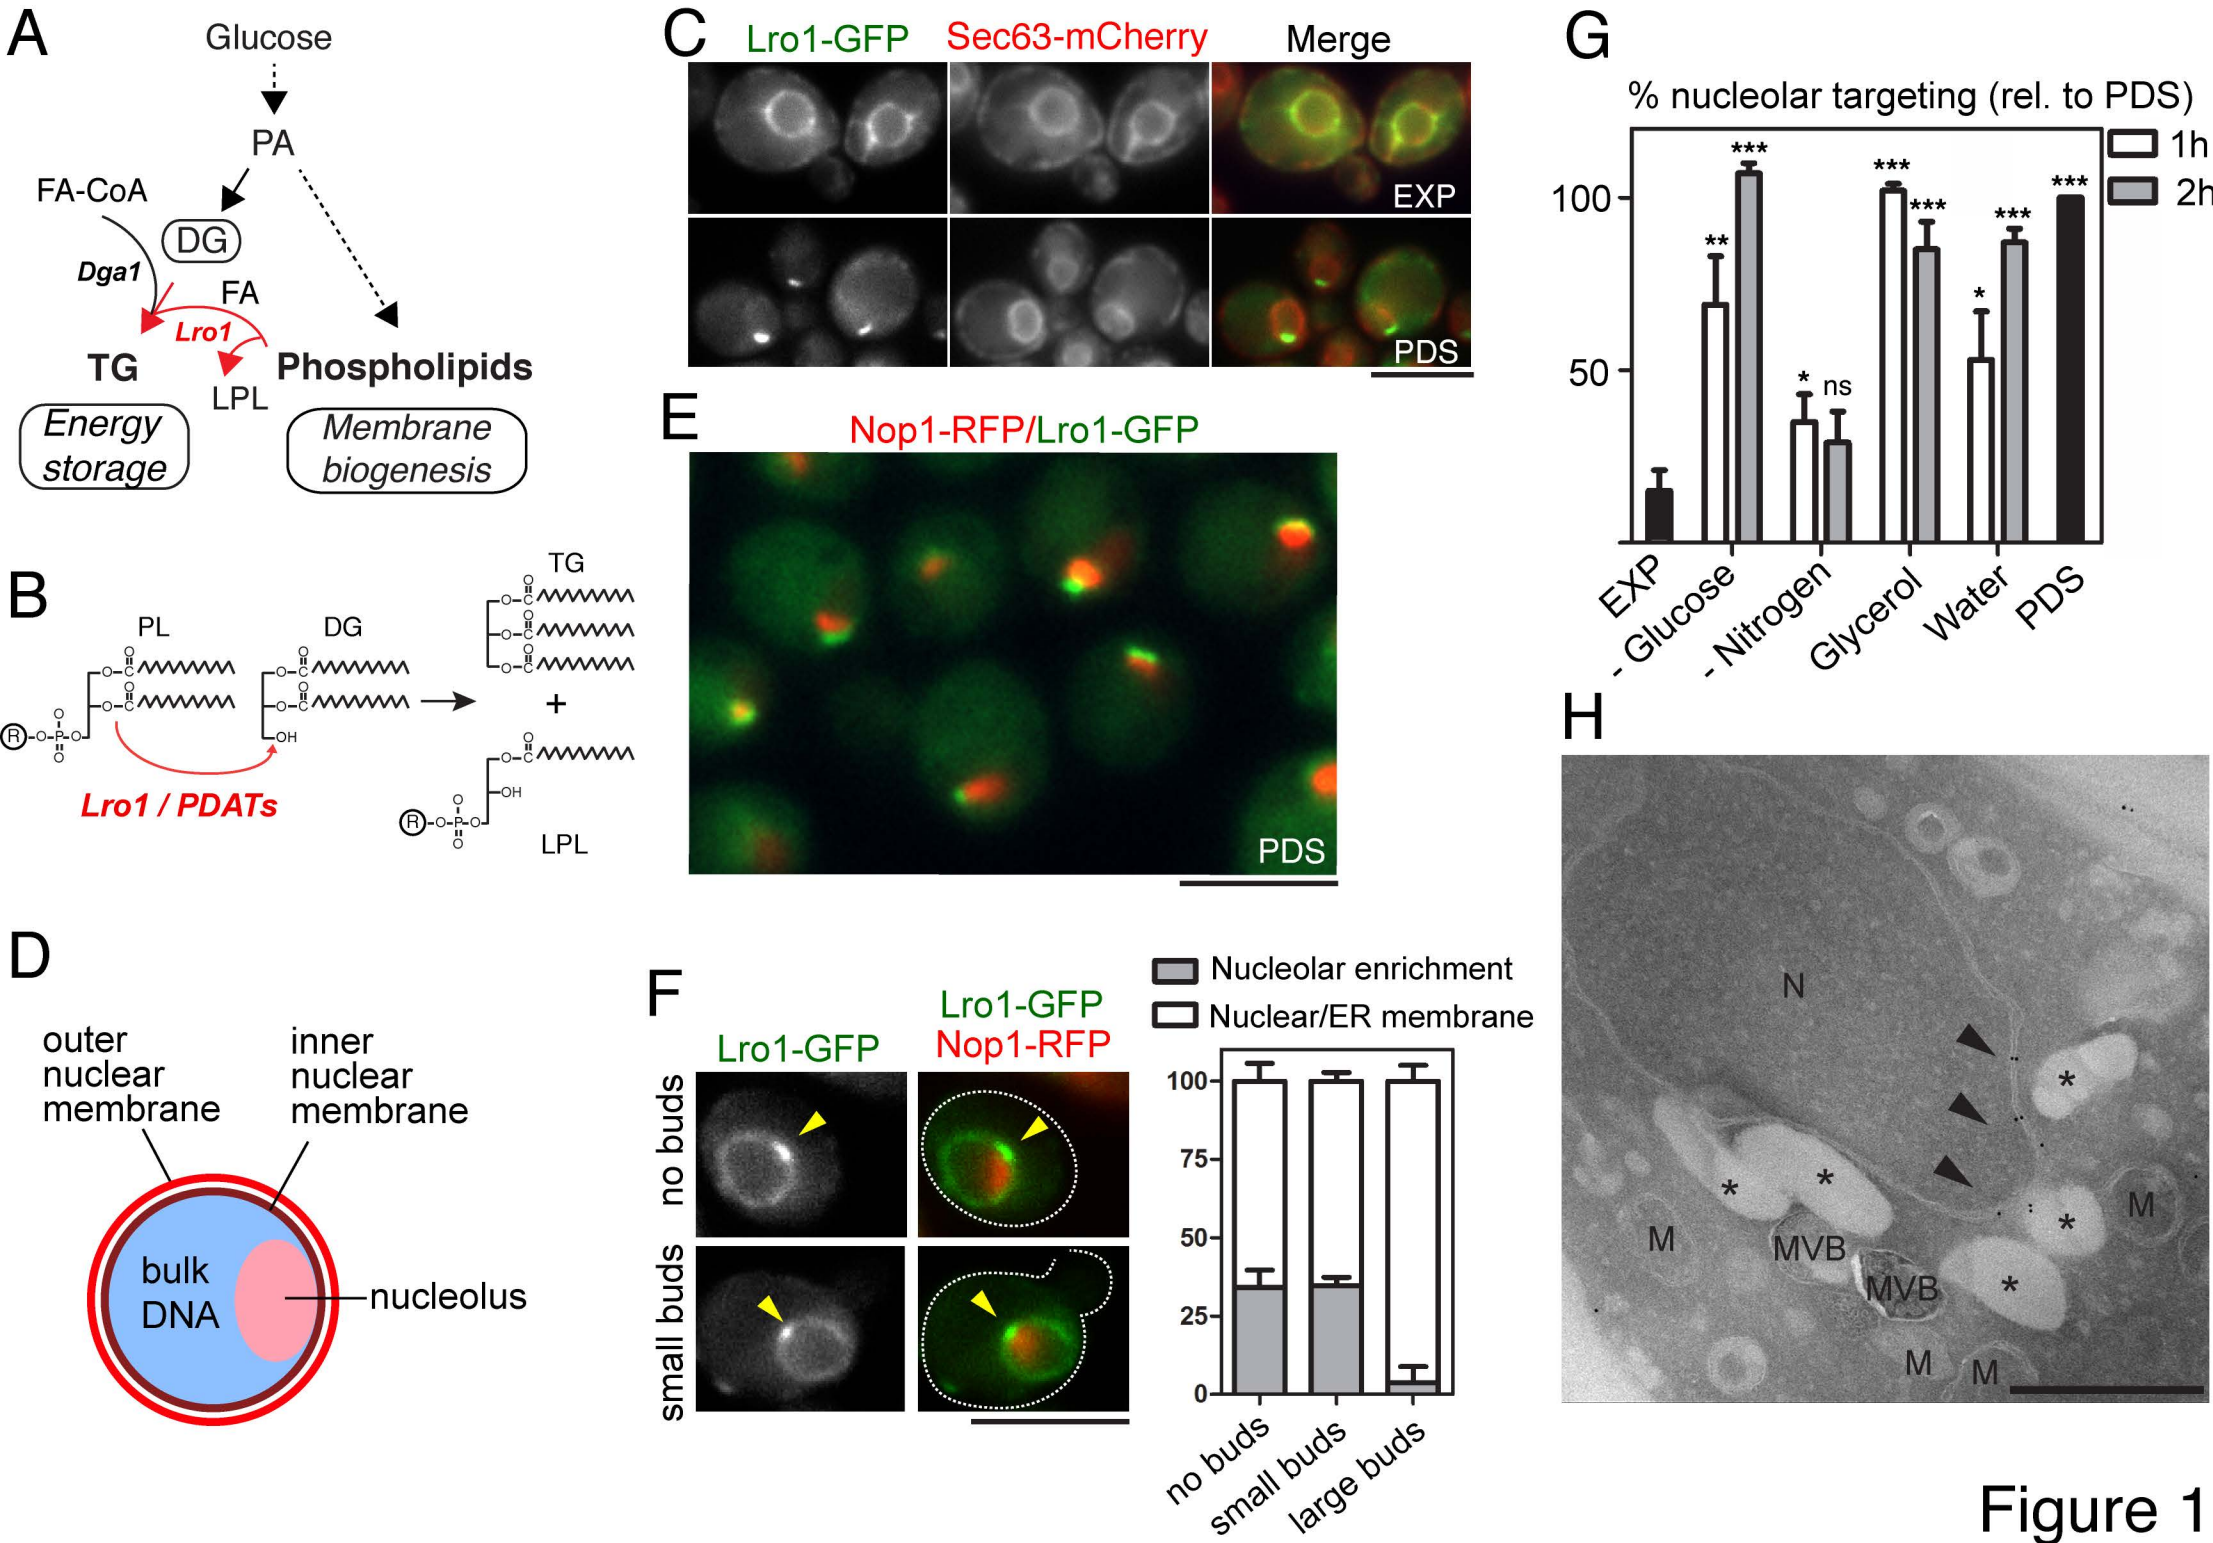 A
Glucose
PA
FA-CoA
DG
Dga1
FA
Lro1
TG
Phospholipids
LPL
Energy
storage
Membrane
biogenesis
B
PL
DG
TG
O
O
O-C
O-C
O
O
O-C
O-C
OH
R-O-P-O
O
O
Lro1 / PDATs
O
O-C
O
O-C
O
O-C
+
O
O-C
OH
R-O-P-O
O
O
LPL
C
Lro1-GFP
Sec63-mCherry
Merge
EXP
PDS
D
outer
nuclear
membrane
inner
nuclear
membrane
bulk
DNA
nucleolus
E
Nop1-RFP/Lro1-GFP
PDS
F
Lro1-GFP
Lro1-GFP
Nop1-RFP
no buds
small buds
Nucleolar enrichment
Nuclear/ER membrane
100
75
50
25
0
no buds
small buds
large buds
G
% nucleolar targeting (rel. to PDS)
1h
2h
100
50
**
***
*
ns
***
***
*
***
***
EXP
- Glucose
- Nitrogen
Glycerol
Water
PDS
H
N
*
*
*
*
*
M
M
MVB
MVB
M
M
Figure 1